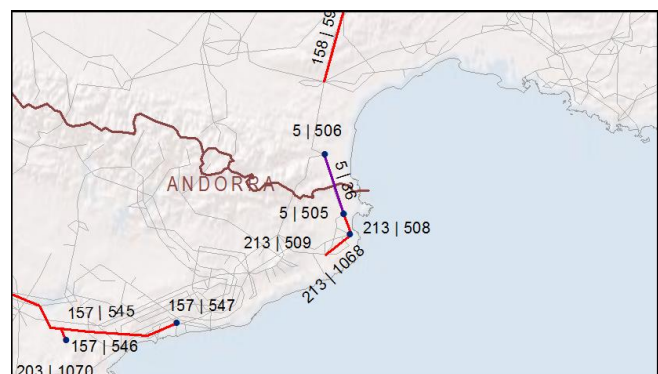 158 | 59
5 | 506
5 | 36
ANDORRA
5 | 505
213 | 508
213 | 509
213 | 1068
157 | 545
157 | 547
157 | 546
203 | 1070